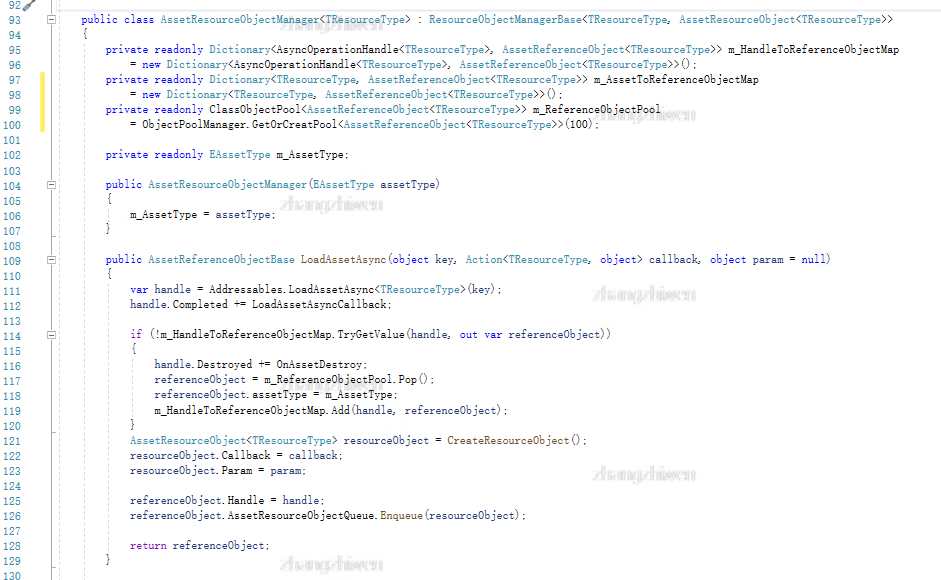 92
93 public class AssetResourceObjectManager<TResourceType> : ResourceObjectManagerBase<TResourceType, AssetResourceObject<TResourceType>>
94 {
95 private readonly Dictionary<AsyncOperationHandle<TResourceType>, AssetReferenceObject<TResourceType>> m_HandleToReferenceObjectMap
96 = new Dictionary<AsyncOperationHandle<TResourceType>, AssetReferenceObject<TResourceType>>();
97 private readonly Dictionary<TResourceType, AssetReferenceObject<TResourceType>> m_AssetToReferenceObjectMap
98 = new Dictionary<TResourceType, AssetReferenceObject<TResourceType>>();
99 private readonly ClassObjectPool<AssetReferenceObject<TResourceType>> m_ReferenceObjectPool
100 = ObjectPoolManager.GetOrCreatPool<AssetReferenceObject<TResourceType>>(100);
101
102 private readonly EAssetType m_AssetType;
103
104 public AssetResourceObjectManager(EAssetType assetType)
105 {
106 m_AssetType = assetType;
107 }
108
109 public AssetReferenceObjectBase LoadAssetAsync(object key, Action<TResourceType, object> callback, object param = null)
110 {
111 var handle = Addressables.LoadAssetAsync<TResourceType>(key);
112 handle.Completed += LoadAssetAsyncCallback;
113
114 if (!m_HandleToReferenceObjectMap.TryGetValue(handle, out var referenceObject))
115 {
116 handle.Destroyed += OnAssetDestroy;
117 referenceObject = m_ReferenceObjectPool.Pop();
118 referenceObject.assetType = m_AssetType;
119 m_HandleToReferenceObjectMap.Add(handle, referenceObject);
120 }
121 AssetResourceObject<TResourceType> resourceObject = CreateResourceObject();
122 resourceObject.Callback = callback;
123 resourceObject.Param = param;
124
125 referenceObject.Handle = handle;
126 referenceObject.AssetResourceObjectQueue.Enqueue(resourceObject);
127
128 return referenceObject;
129 }
130
zhangzhiwen
zhangzhiwen
zhangzhiwen
zhangzhiwen
zhangzhiwen
zhangzhiwen
zhangzhiwen